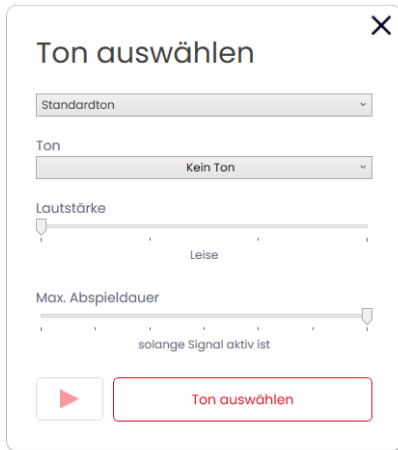 Ton auswählen
Standardton
Ton
Kein Ton
Lautstärke
Leise
Max. Abspieldauer
solange Signal aktiv ist
Ton auswählen